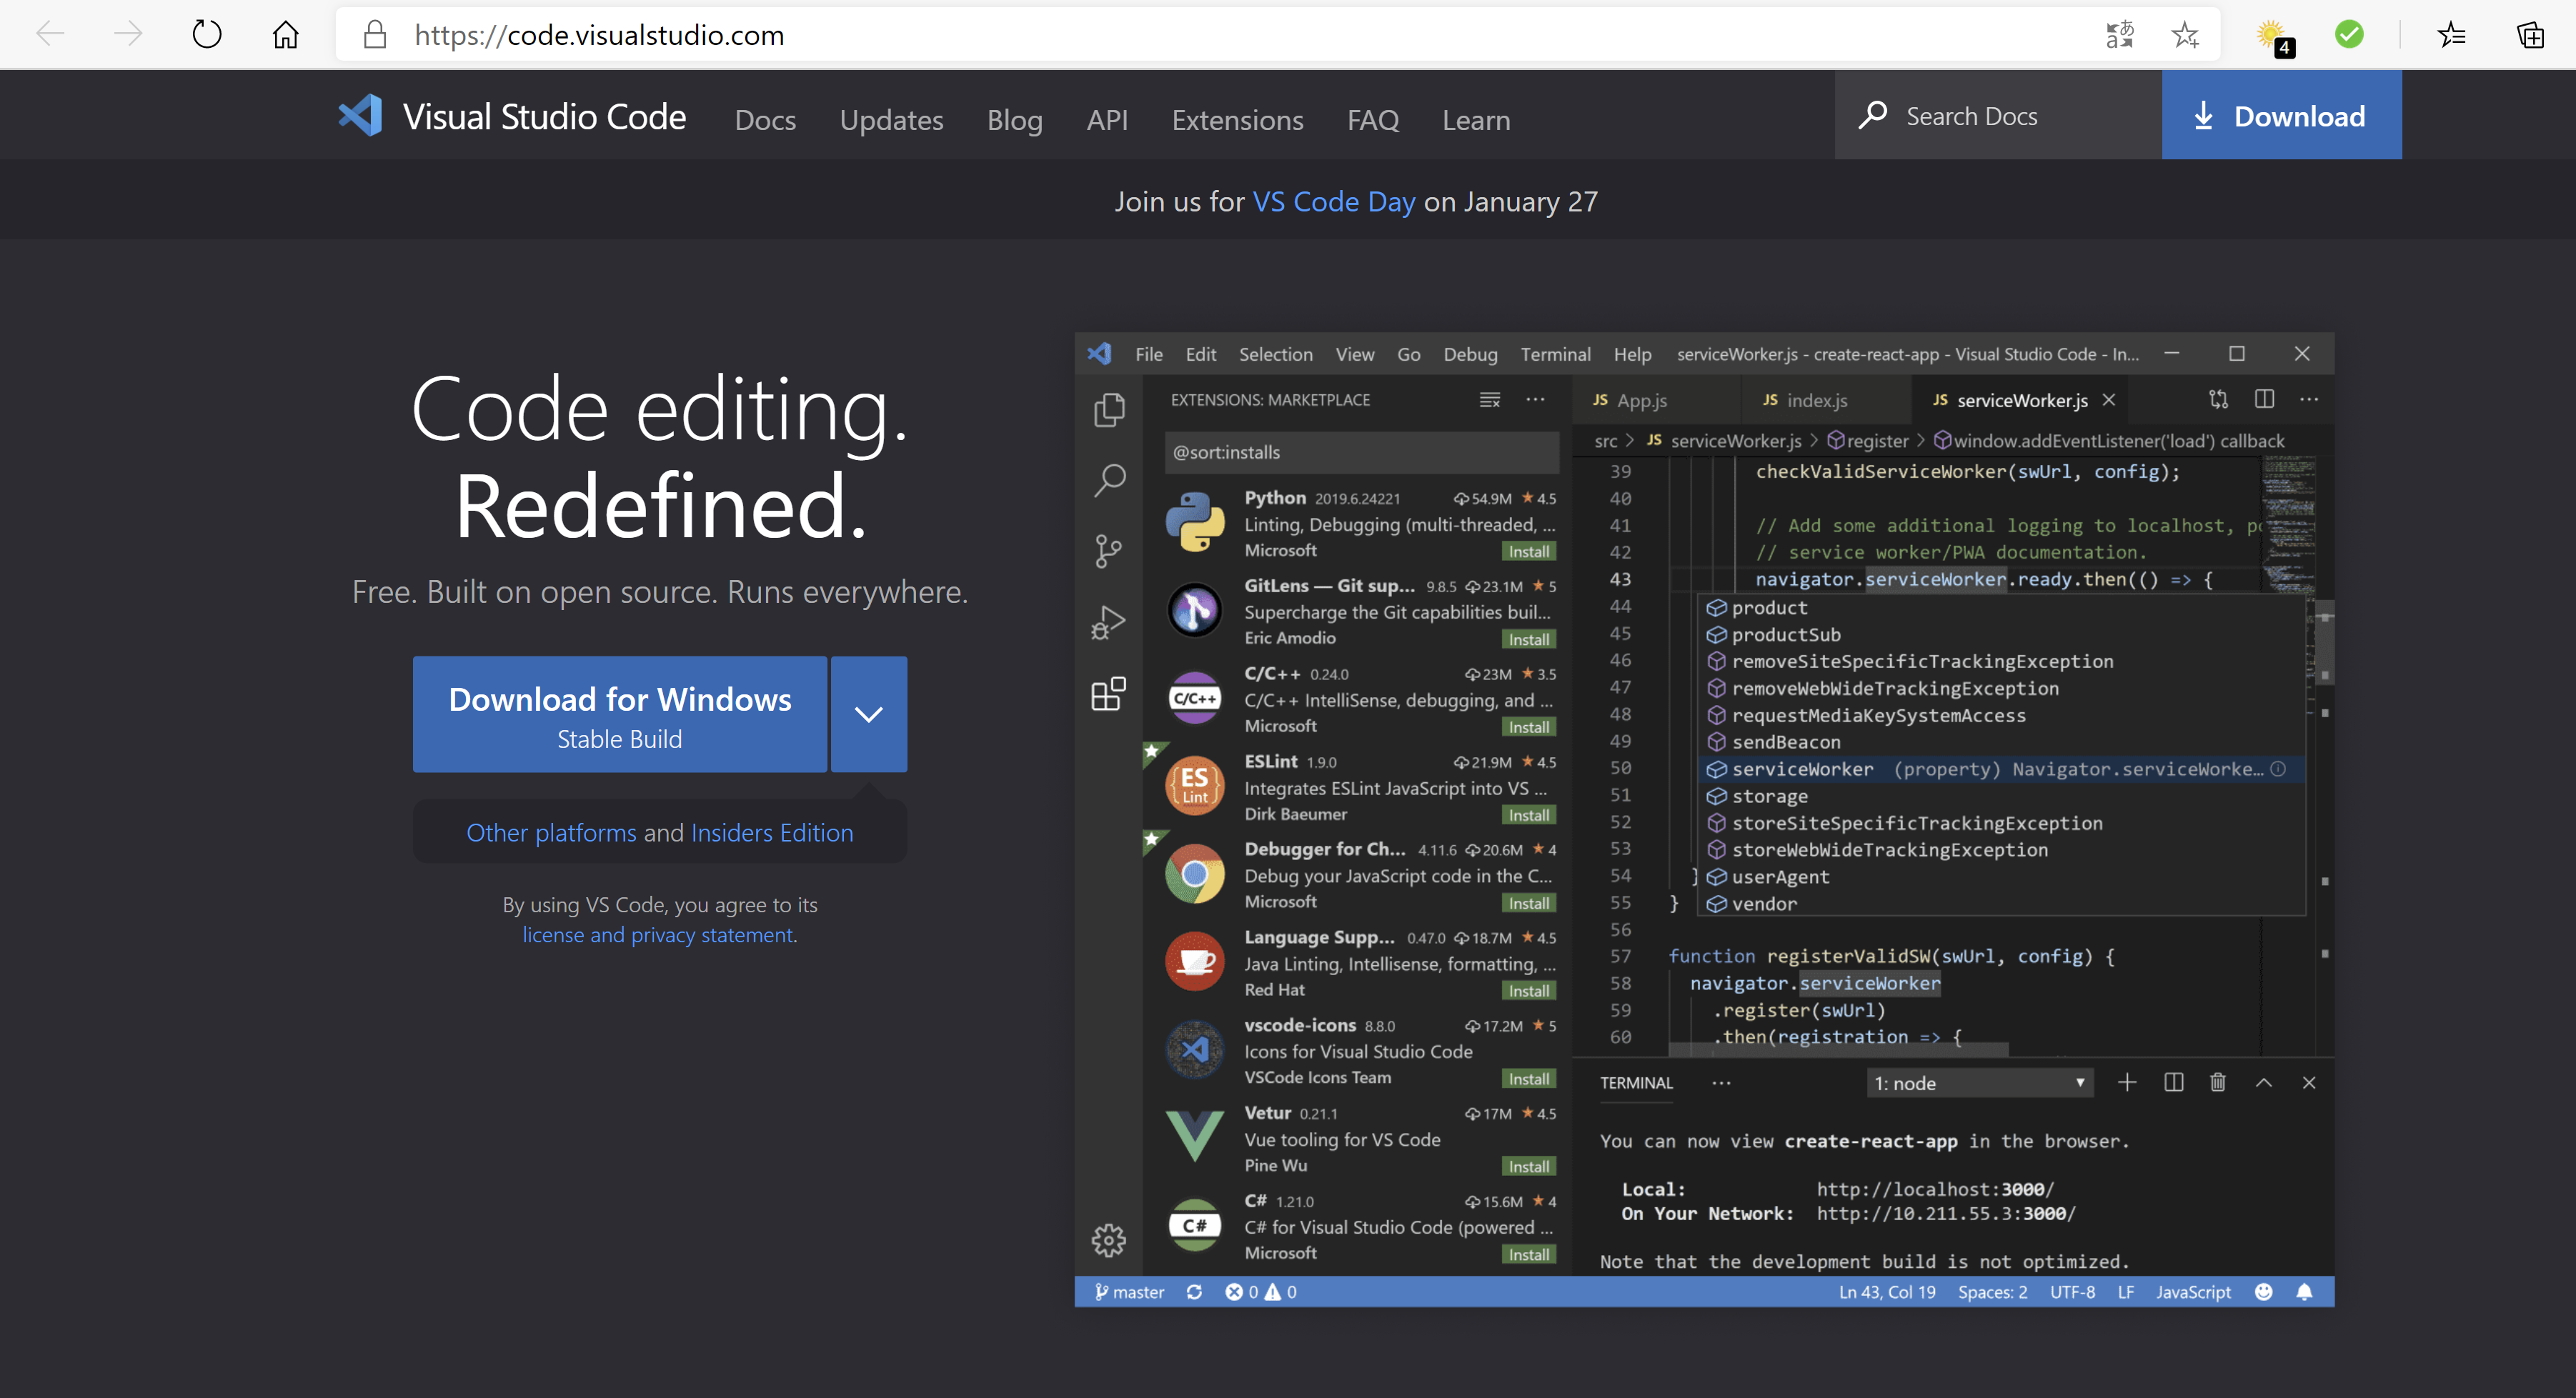 https://code.visualstudio.com
4
Visual Studio Code Docs Updates Blog API Extensions FAQ Learn Search Docs Download
Join us for VS Code Day on January 27
Code editing.
Redefined.
Free. Built on open source. Runs everywhere.
Download for Windows
Stable Build
Other platforms and Insiders Edition
By using VS Code, you agree to its
license and privacy statement.
File Edit Selection View Go Debug Terminal Help serviceWorker.js - create-react-app - Visual Studio Code - In...
EXTENSIONS: MARKETPLACE
@sort:installs
Python 2019.6.24221 54.9M ★ 4.5
Linting, Debugging (multi-threaded, ...
Microsoft Install
GitLens — Git sup... 9.8.5 23.1M ★ 5
Supercharge the Git capabilities buil...
Eric Amodio Install
C/C++
C/C++ 0.24.0 23M ★ 3.5
C/C++ IntelliSense, debugging, and ...
Microsoft Install
{ES Lint}
ESLint 1.9.0 21.9M ★ 4.5
Integrates ESLint JavaScript into VS ...
Dirk Baeumer Install
Debugger for Ch... 4.11.6 20.6M ★ 4
Debug your JavaScript code in the C...
Microsoft Install
Language Supp... 0.47.0 18.7M ★ 4.5
Java Linting, Intellisense, formatting, ...
Red Hat Install
vscode-icons 8.8.0 17.2M ★ 5
Icons for Visual Studio Code
VSCode Icons Team Install
Vetur 0.21.1 17M ★ 4.5
Vue tooling for VS Code
Pine Wu Install
C#
C# 1.21.0 15.6M ★ 4
C# for Visual Studio Code (powered ...
Microsoft Install
JS App.js JS index.js JS serviceWorker.js
src > JS serviceWorker.js > register > window.addEventListener('load') callback
39 checkValidServiceWorker(swUrl, config);
40
41 // Add some additional logging to localhost, po
42 // service worker/PWA documentation.
43 navigator.serviceWorker.ready.then(() => {
44 product
45 productSub
46 removeSiteSpecificTrackingException
47 removeWebWideTrackingException
48 requestMediaKeySystemAccess
49 sendBeacon
50 serviceWorker (property) Navigator.serviceWorke...
51 storage
52 storeSiteSpecificTrackingException
53 storeWebWideTrackingException
54 } userAgent
55 } vendor
56
57 function registerValidSW(swUrl, config) {
58 navigator.serviceWorker
59 .register(swUrl)
60 .then(registration => {
TERMINAL ... 1: node
You can now view create-react-app in the browser.
Local: http://localhost:3000/
On Your Network: http://10.211.55.3:3000/
Note that the development build is not optimized.
master 0 0 Ln 43, Col 19 Spaces: 2 UTF-8 LF JavaScript